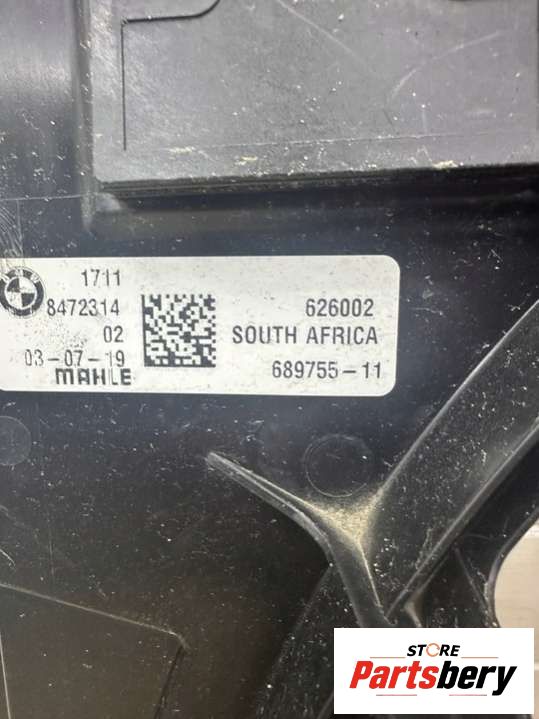 1711
8472314
02
03-07-19
MAHLE
626002
SOUTH AFRICA
689755-11
STORE
Partsbery